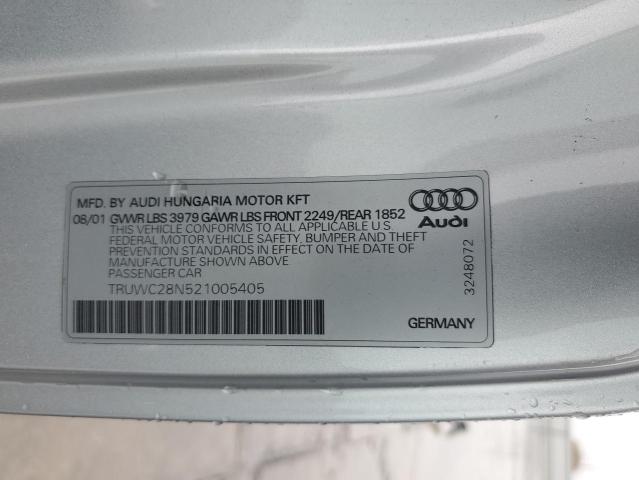 MFD. BY AUDI HUNGARIA MOTOR KFT
08/01 GVWR LBS 3979 GAWR LBS FRONT 2249/REAR 1852
THIS VEHICLE CONFORMS TO ALL APPLICABLE U S
FEDERAL MOTOR VEHICLE SAFETY, BUMPER AND THEFT
PREVENTION STANDARDS IN EFFECT ON THE DATE OF
MANUFACTURE SHOWN ABOVE
PASSENGER CAR
TRUWC28N521005405
Audi
3248072
GERMANY